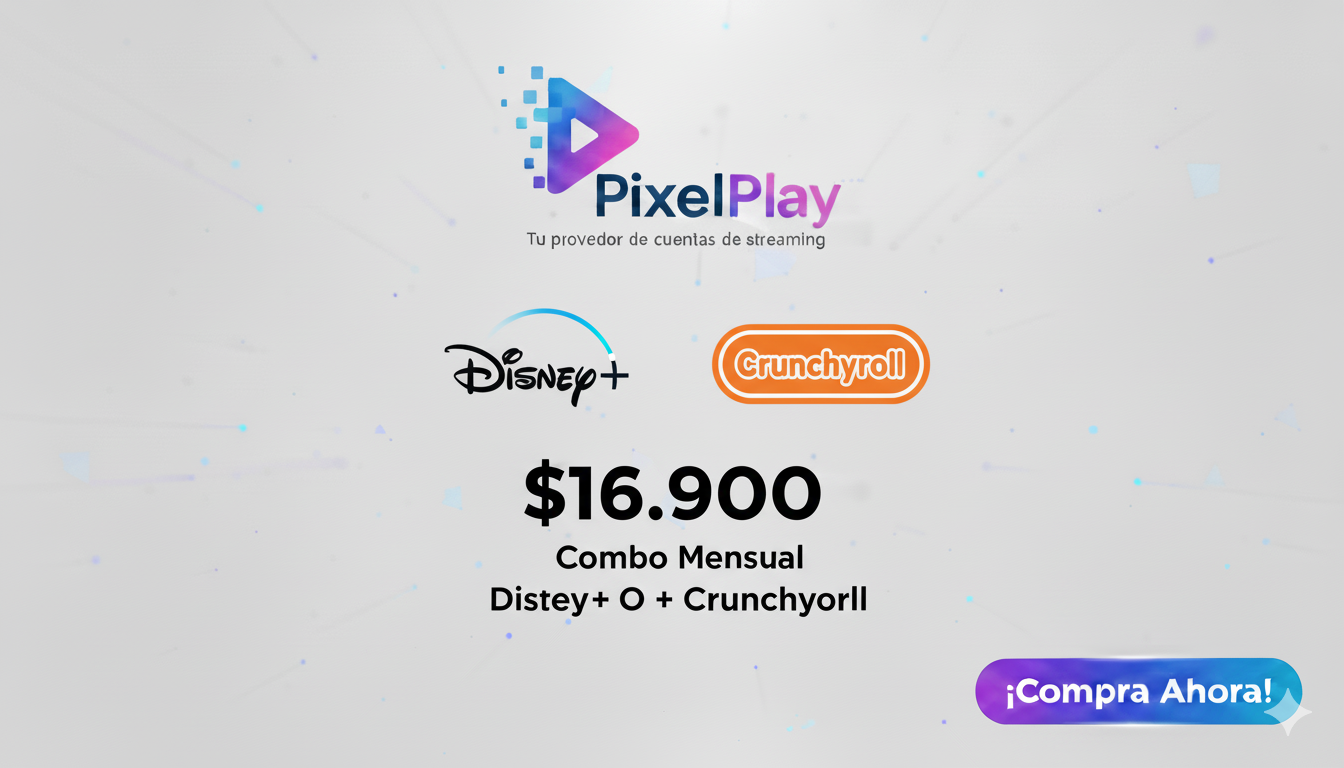 PixelPlay
Tu provedor de cuentas de streaming
Disney+
Crunchyroll
$16.900
Combo Mensual
Distey+ O + Crunchyorll
¡Compra Ahora!